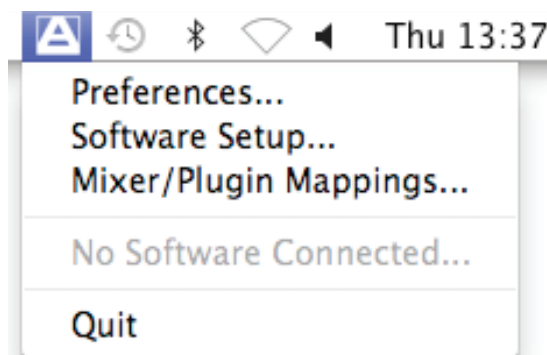 A Thu 13:37
Preferences...
Software Setup...
Mixer/Plugin Mappings...
No Software Connected...
Quit